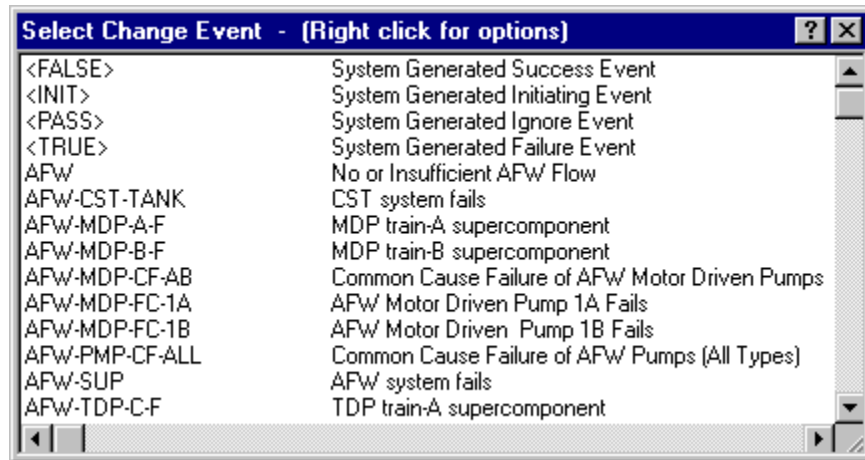 Select Change Event - (Right click for options)
<FALSE> System Generated Success Event
<INIT> System Generated Initiating Event
<PASS> System Generated Ignore Event
<TRUE> System Generated Failure Event
AFW No or Insufficient AFW Flow
AFW-CST-TANK CST system fails
AFW-MDP-A-F MDP train-A supercomponent
AFW-MDP-B-F MDP train-B supercomponent
AFW-MDP-CF-AB Common Cause Failure of AFW Motor Driven Pumps
AFW-MDP-FC-1A AFW Motor Driven Pump 1A Fails
AFW-MDP-FC-1B AFW Motor Driven Pump 1B Fails
AFW-PMP-CF-ALL Common Cause Failure of AFW Pumps (All Types)
AFW-SUP AFW system fails
AFW-TDP-C-F TDP train-A supercomponent